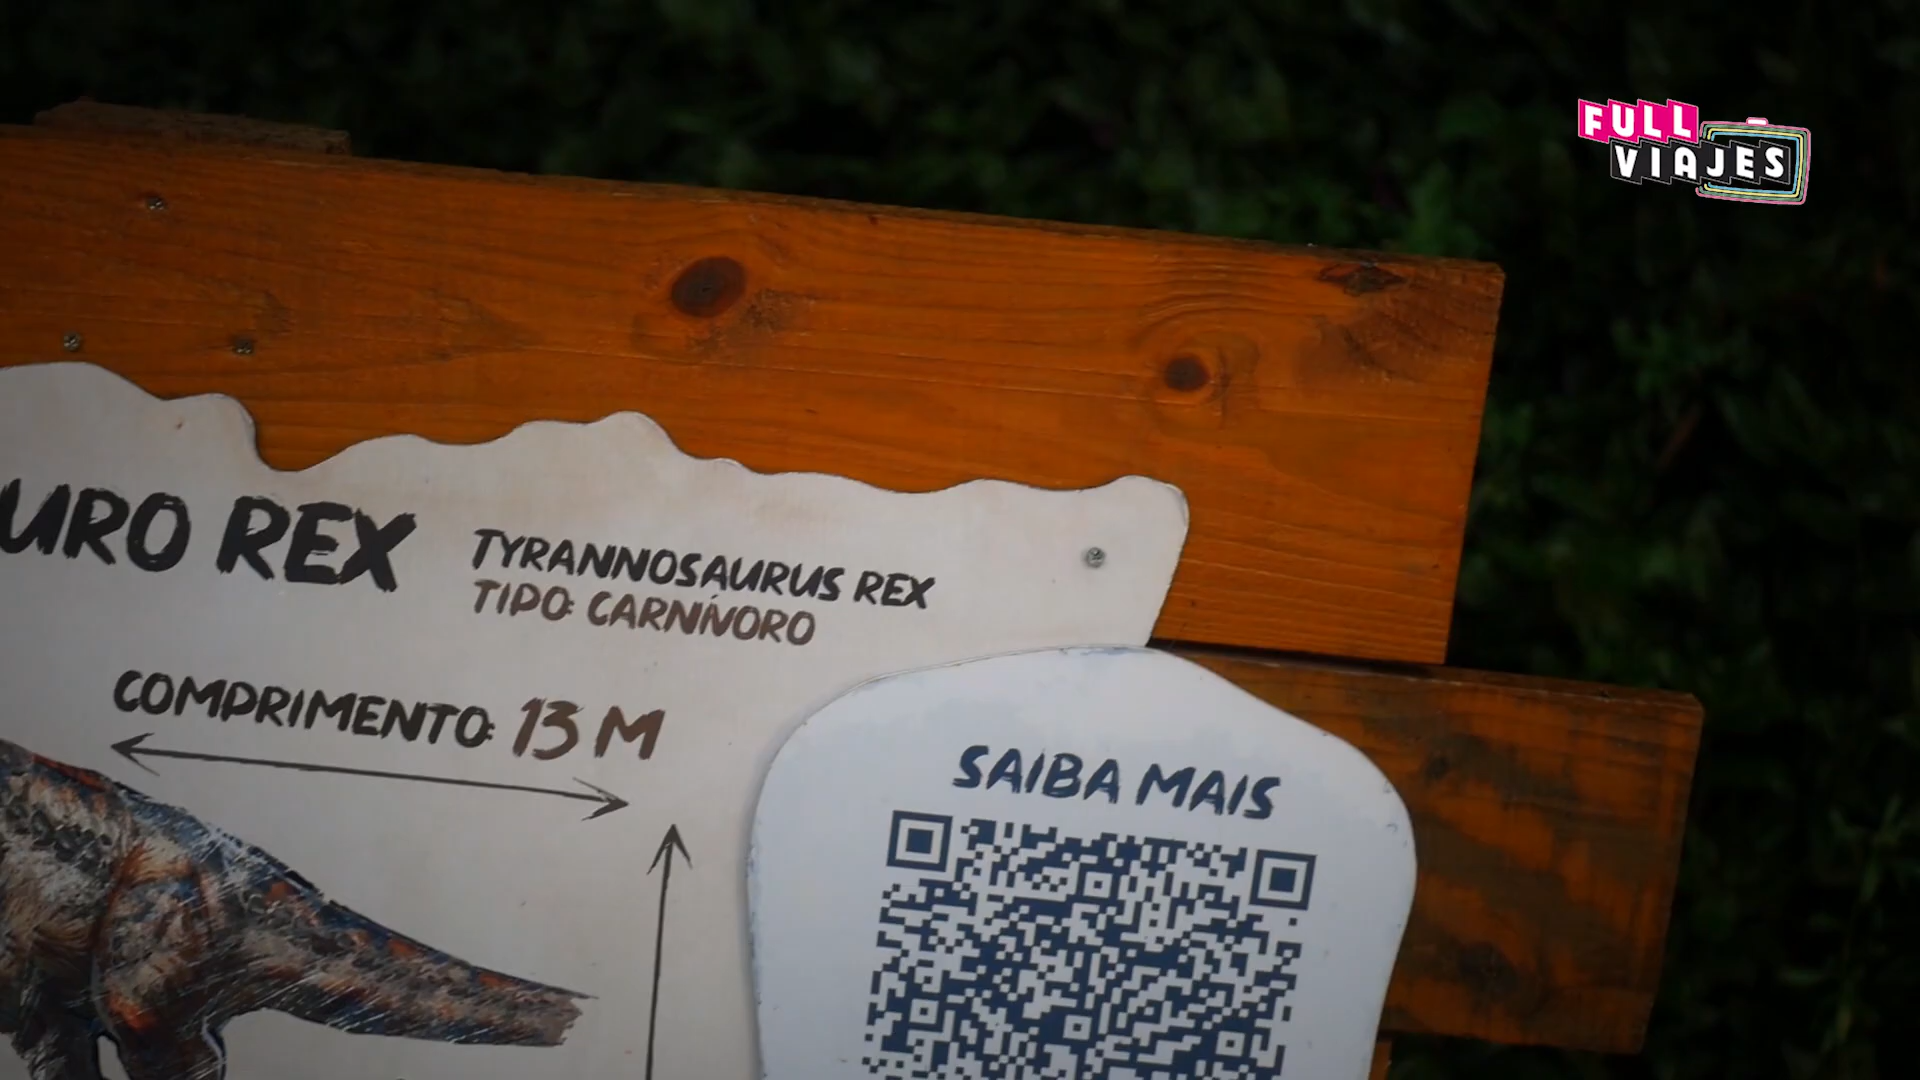 FULL
VIAJES
URO REX
TYRANNOSAURUS REX
TIPO: CARNÍVORO
COMPRIMENTO: 13 M
SAIBA MAIS